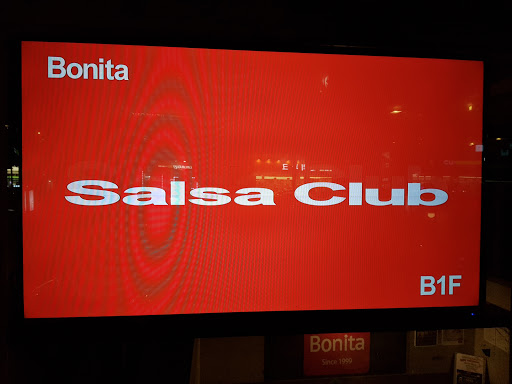 Bonita
Salsa Club
B1F
Bonita
Since 1999